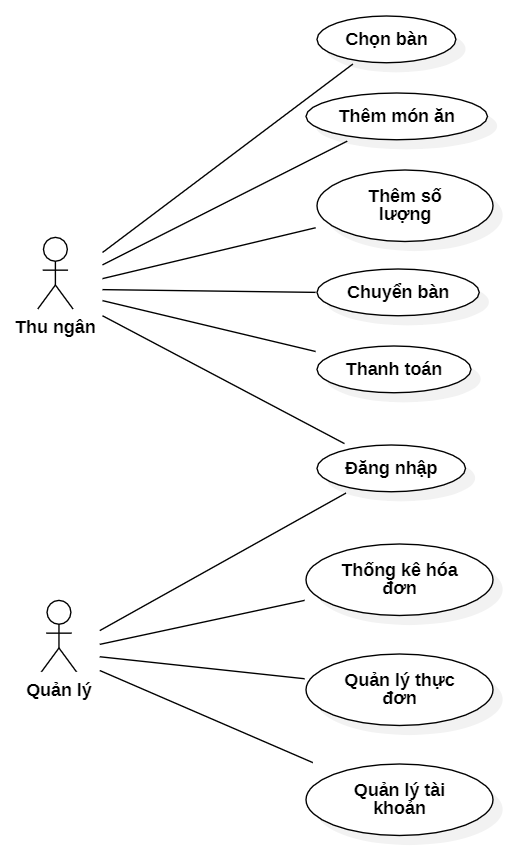 Chọn bàn
Thêm món ăn
Thêm số
lượng
Chuyển bàn
Thu ngân
Thanh toán
Đăng nhập
Thống kê hóa
đơn
Quản lý
Quản lý thực
đơn
Quản lý tài
khoản